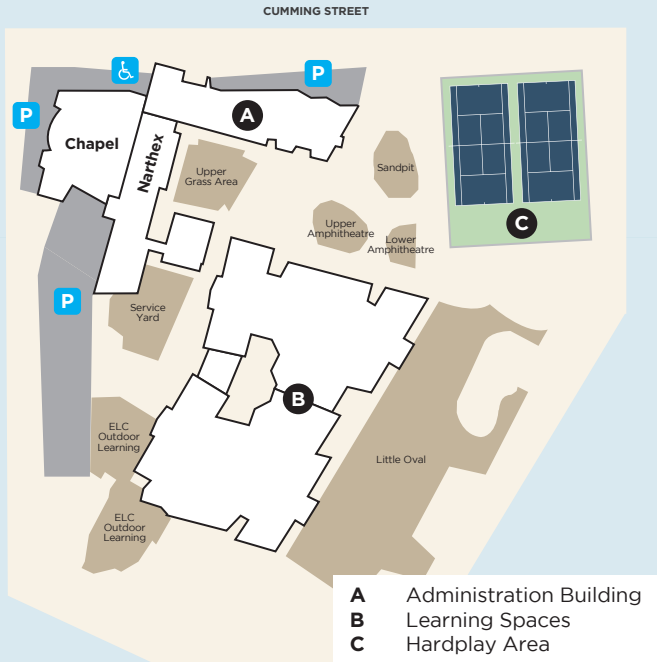 CUMMING STREET
P
P
A
Chapel
Narthex
Upper
Grass Area
Sandpit
Upper
Amphitheatre
C
Lower
Amphitheatre
P
Service
Yard
B
ELC
Outdoor
Learning
Little Oval
ELC
Outdoor
Learning
A Administration Building
B Learning Spaces
C Hardplay Area